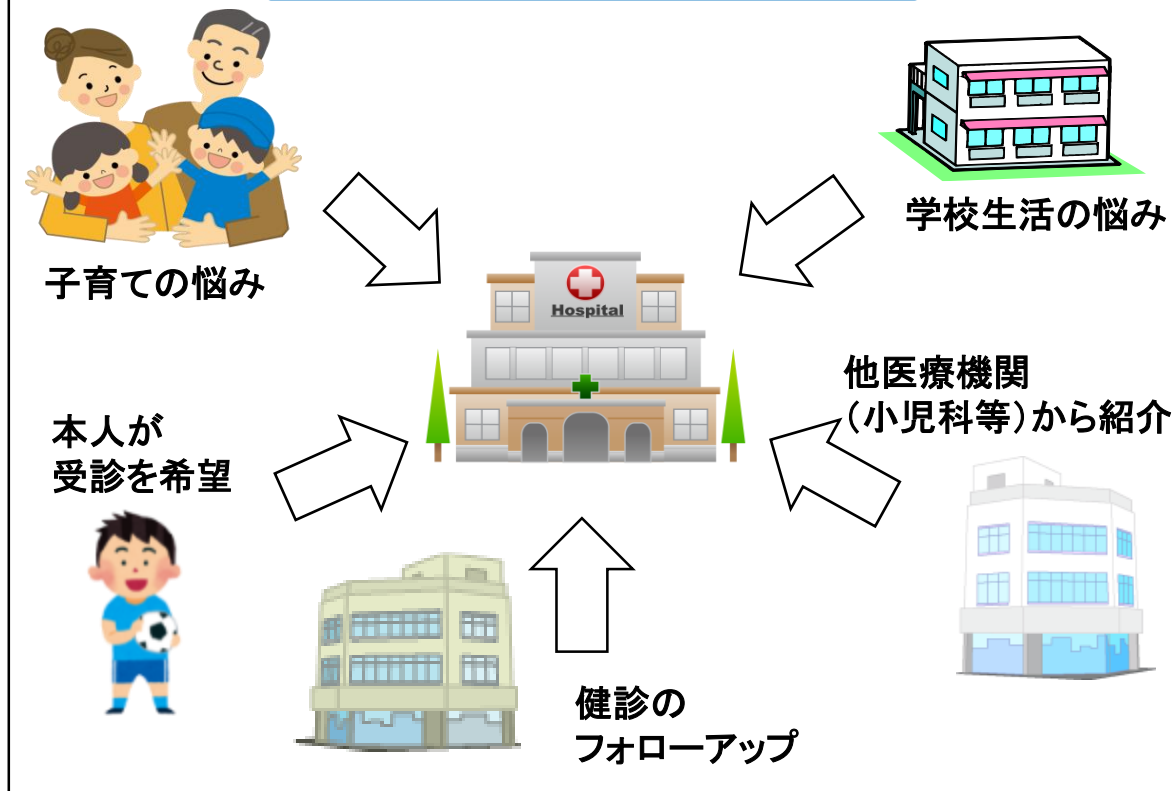 子育ての悩み
学校生活の悩み
Hospital
本人が
受診を希望
他医療機関
（小児科等）から紹介
健診の
フォローアップ